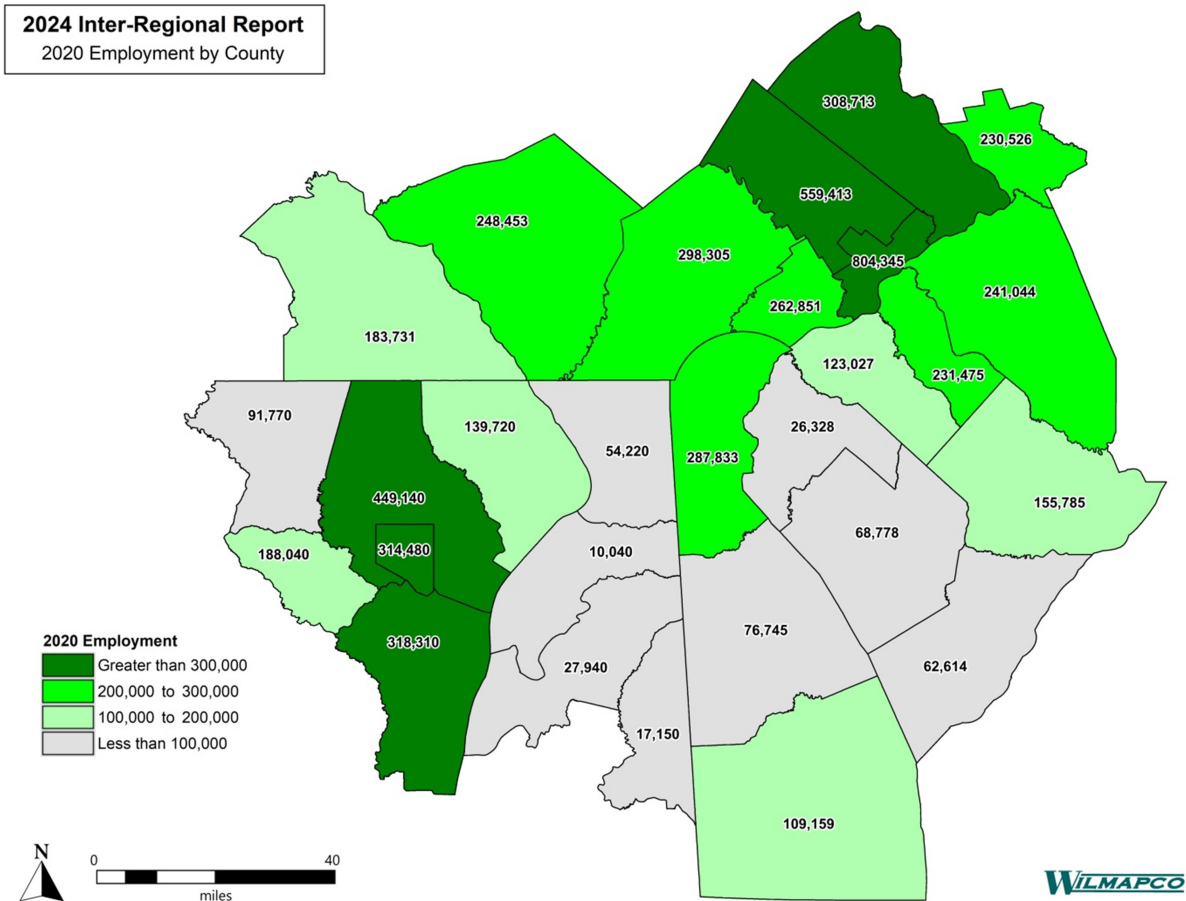 2024 Inter-Regional Report
2020 Employment by County
308,713
230,526
559,413
248,453
298,305
804,345
241,044
262,851
183,731
123,027
231,475
91,770
139,720
26,328
54,220
287,833
449,140
155,785
68,778
314,480
188,040
10,040
76,745
318,310
27,940
62,614
17,150
109,159
2020 Employment
Greater than 300,000
200,000 to 300,000
100,000 to 200,000
Less than 100,000
N
0 40
miles
WILMAPCO